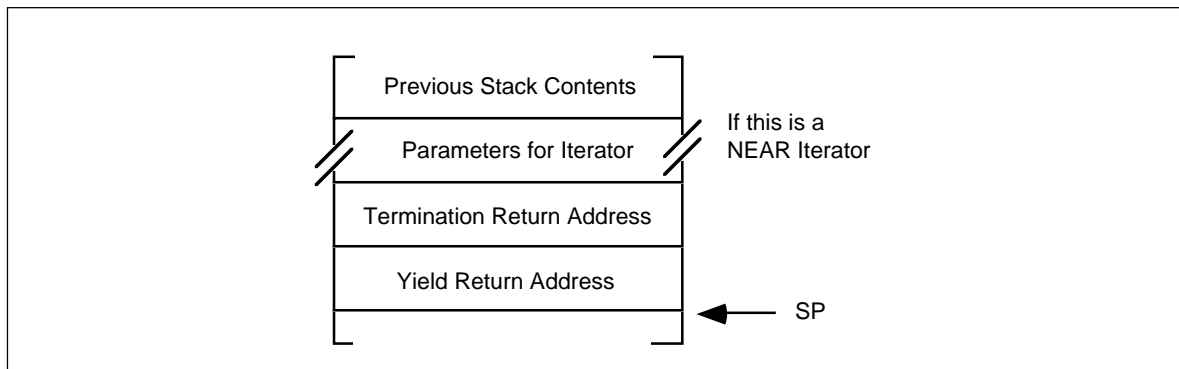 Previous Stack Contents
If this is a
NEAR Iterator
Parameters for Iterator
Termination Return Address
Yield Return Address
SP